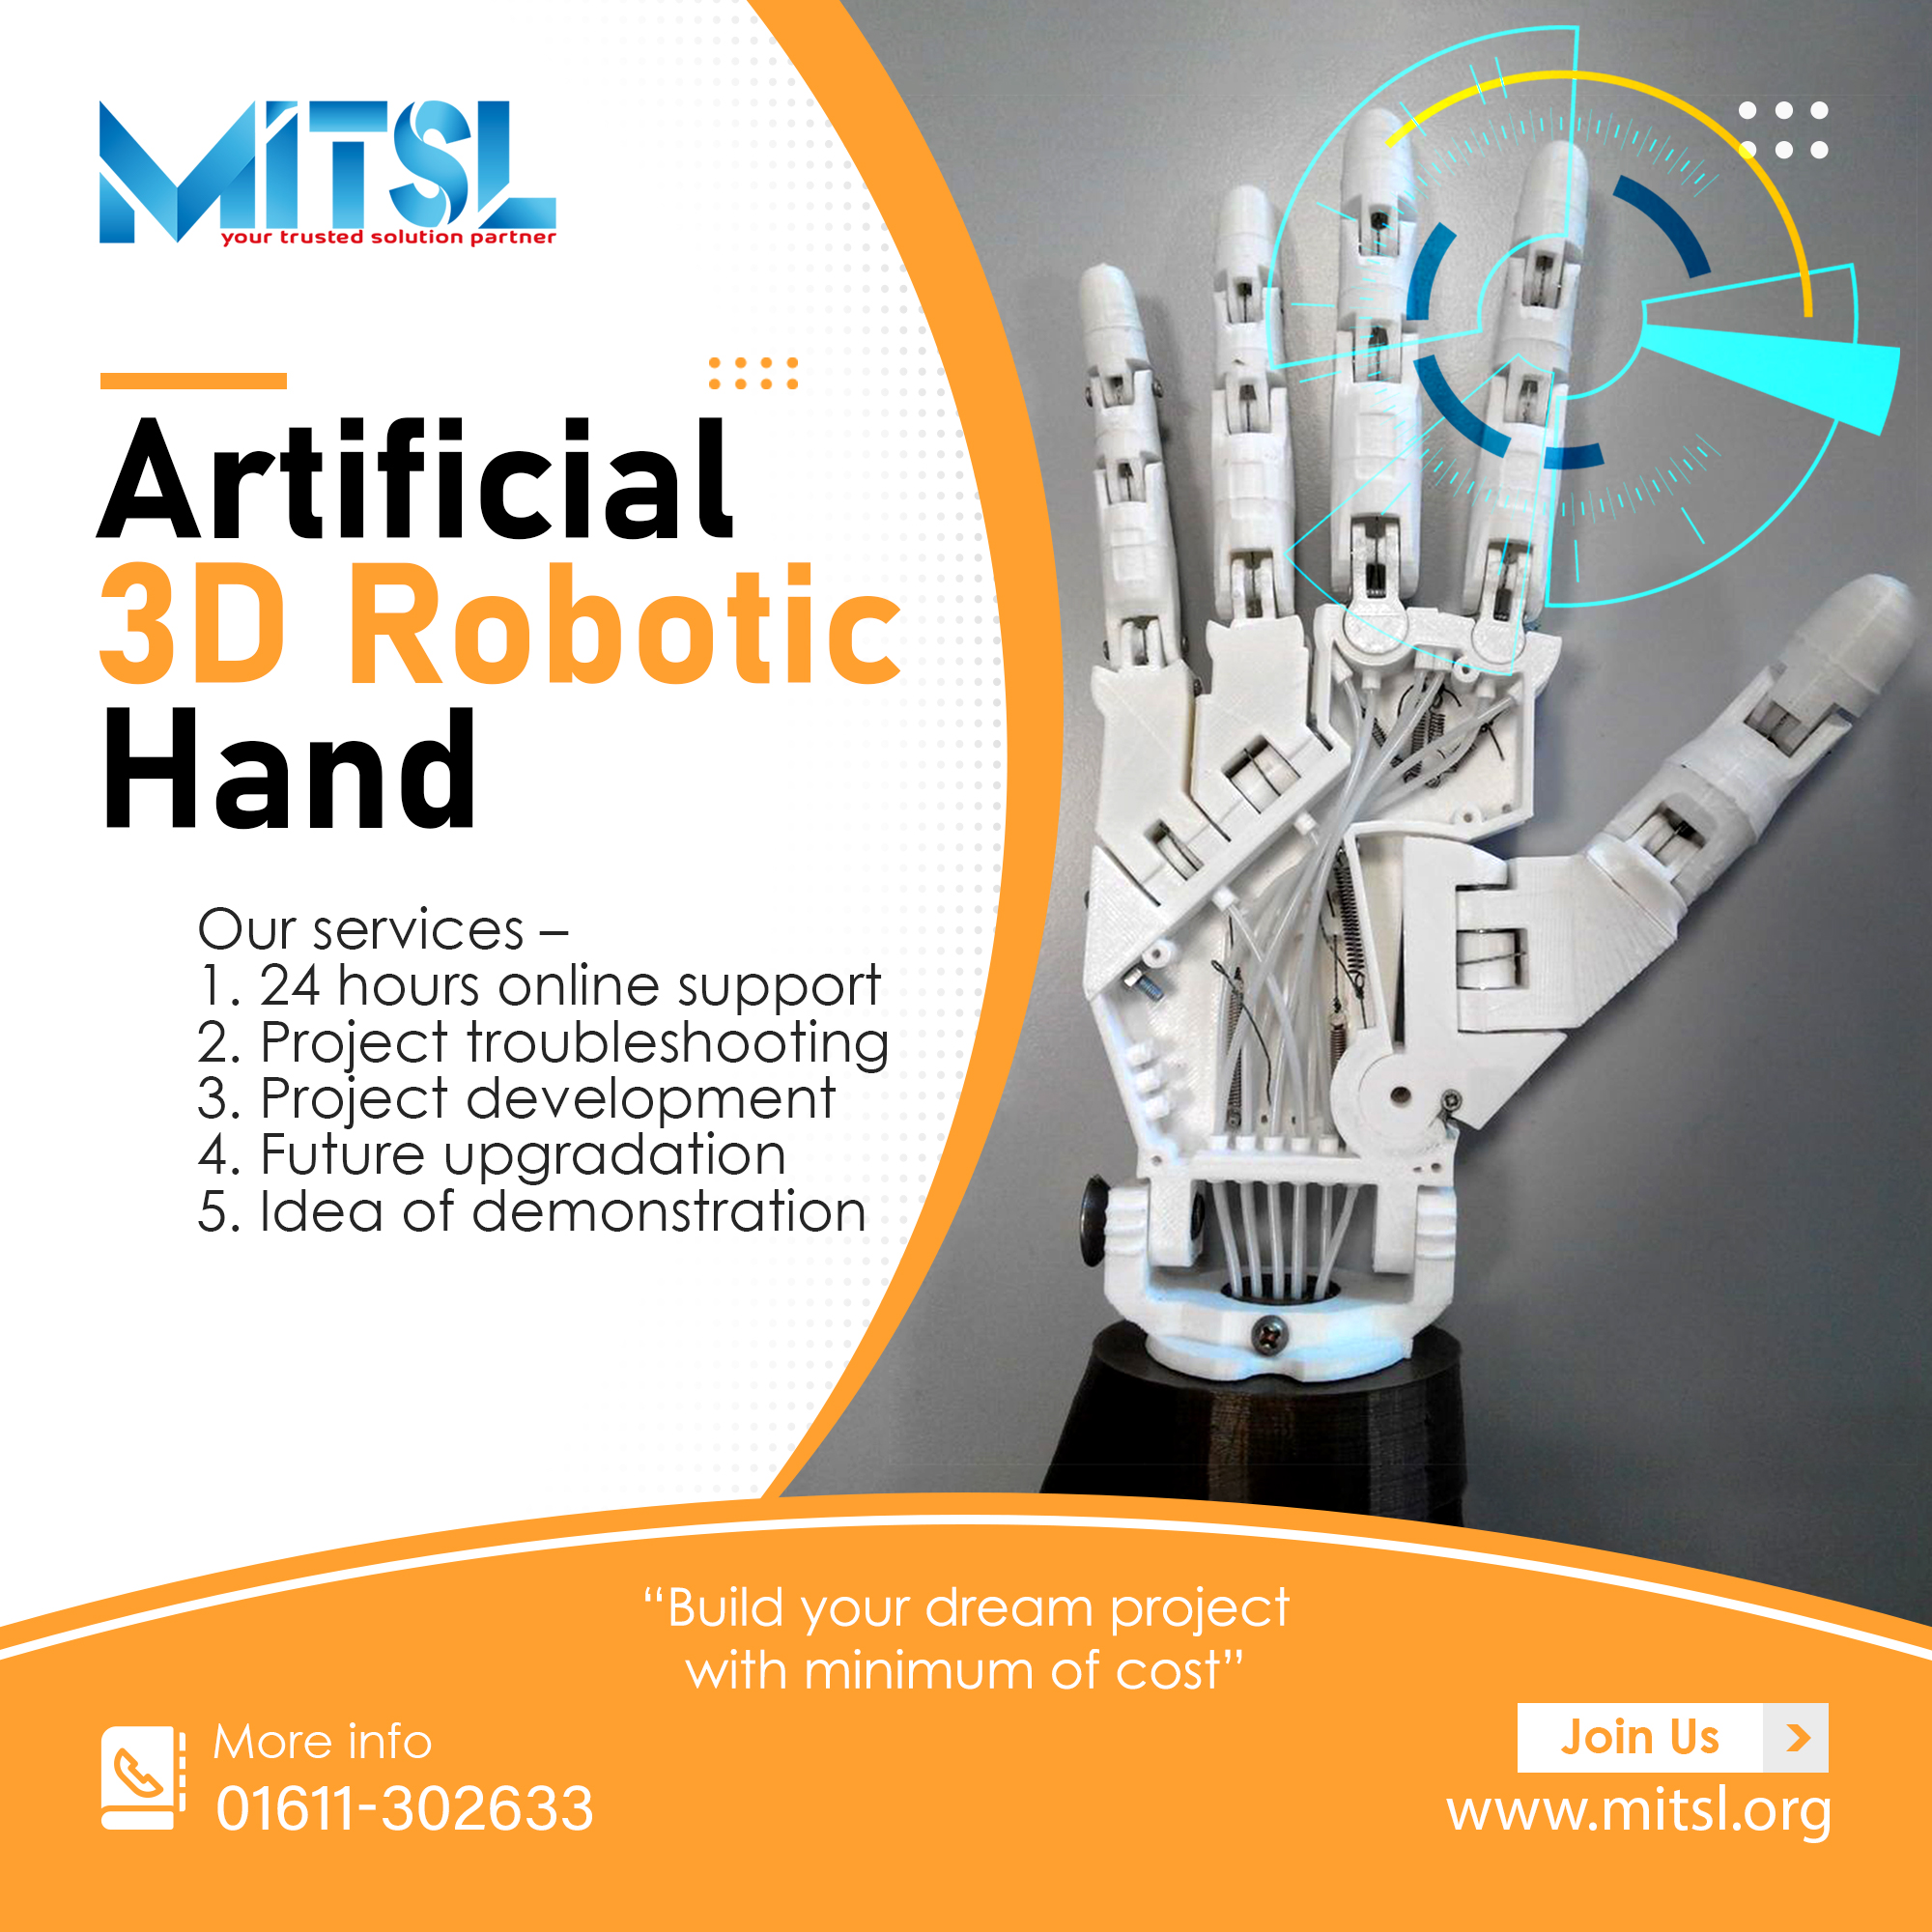 MITSL
your trusted solution partner
Artificial
3D Robotic
Hand
Our services –
1. 24 hours online support
2. Project troubleshooting
3. Project development
4. Future upgradation
5. Idea of demonstration
“Build your dream project
with minimum of cost”
More info
01611-302633
Join Us
www.mitsl.org